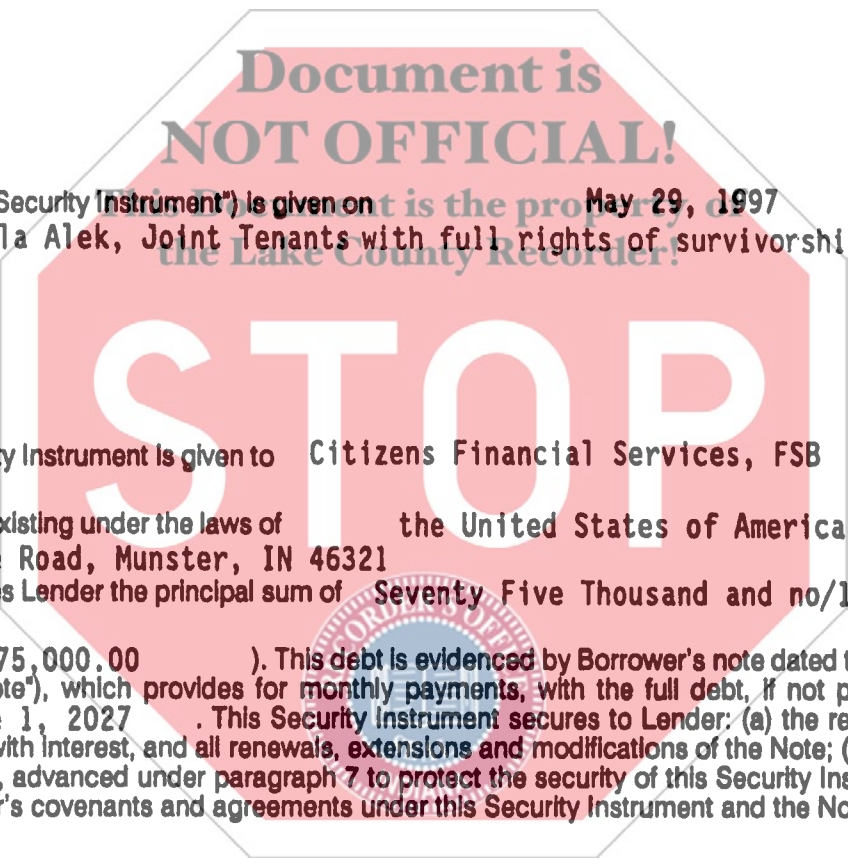 Document is
NOT OFFICIAL!
This Document is the property of
the Lake County Recorder!
Security Instrument") is given on May 29, 1997
la Alek, Joint Tenants with full rights of survivorshi
STOP
ty Instrument is given to Citizens Financial Services, FSB
xisting under the laws of the United States of America
Road, Munster, IN 46321
s Lender the principal sum of Seventy Five Thousand and no/1
75,000.00 ). This debt is evidenced by Borrower's note dated t
ote"), which provides for monthly payments, with the full debt, if not p
1, 2027 . This Security Instrument secures to Lender: (a) the re
with interest, and all renewals, extensions and modifications of the Note; (
, advanced under paragraph 7 to protect the security of this Security Ins
r's covenants and agreements under this Security Instrument and the No
RECORDER'S OFFICE
INDIANA